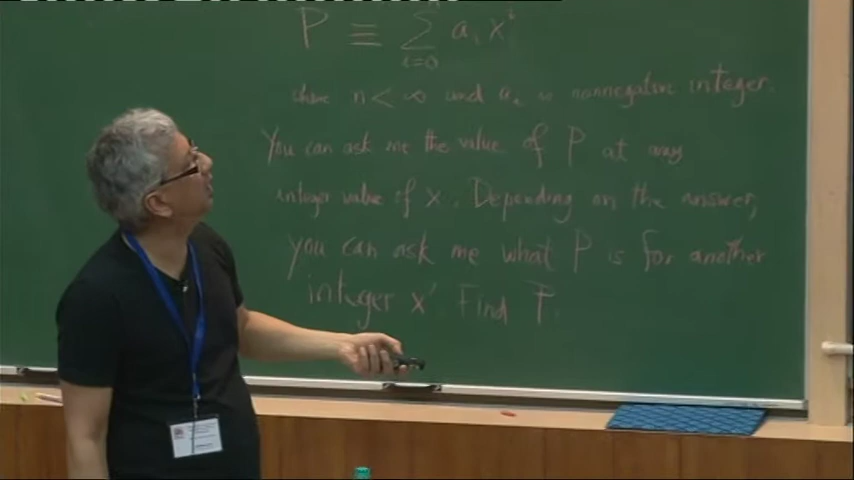 P ≡ ∑ i=0 aᵢ xⁱ
where n < ∞ and aᵢ is nonnegative integer.
You can ask me the value of P at any
integer value of x. Depending on the answer,
you can ask me what P is for another
integer x'. Find P.